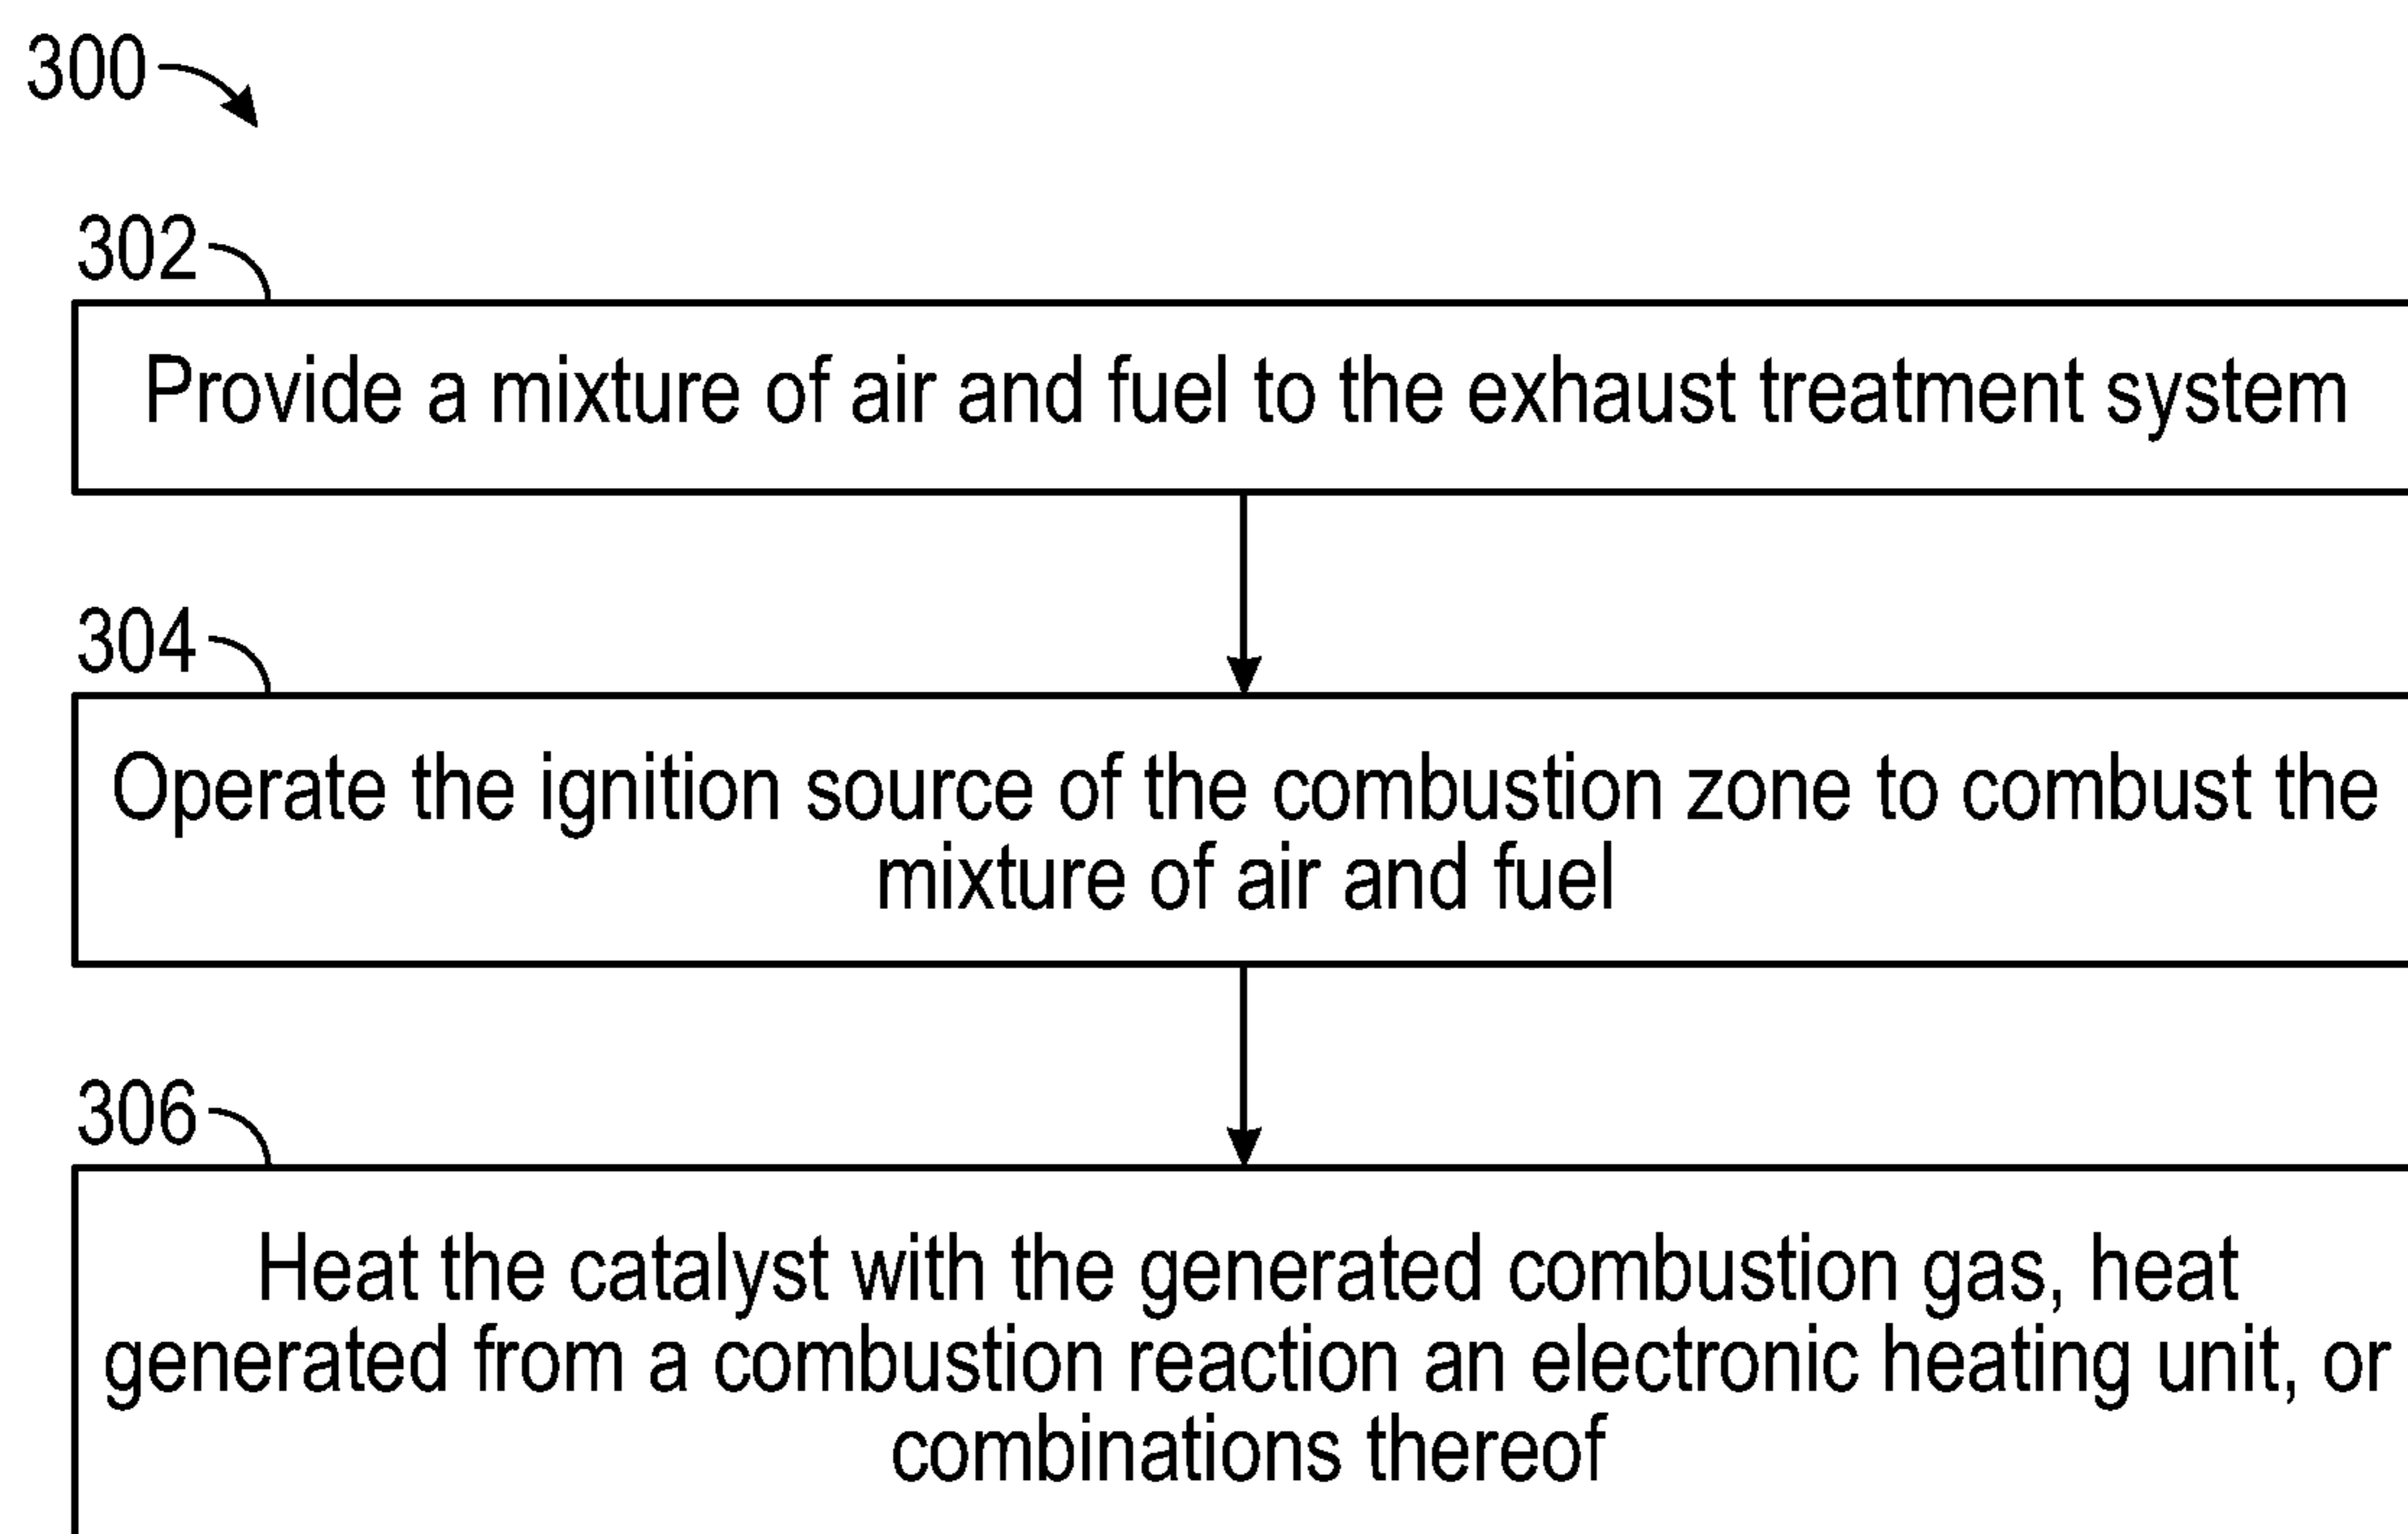 300
302
Provide a mixture of air and fuel to the exhaust treatment system
304
Operate the ignition source of the combustion zone to combust the
mixture of air and fuel
306
Heat the catalyst with the generated combustion gas, heat
generated from a combustion reaction an electronic heating unit, or
combinations thereof